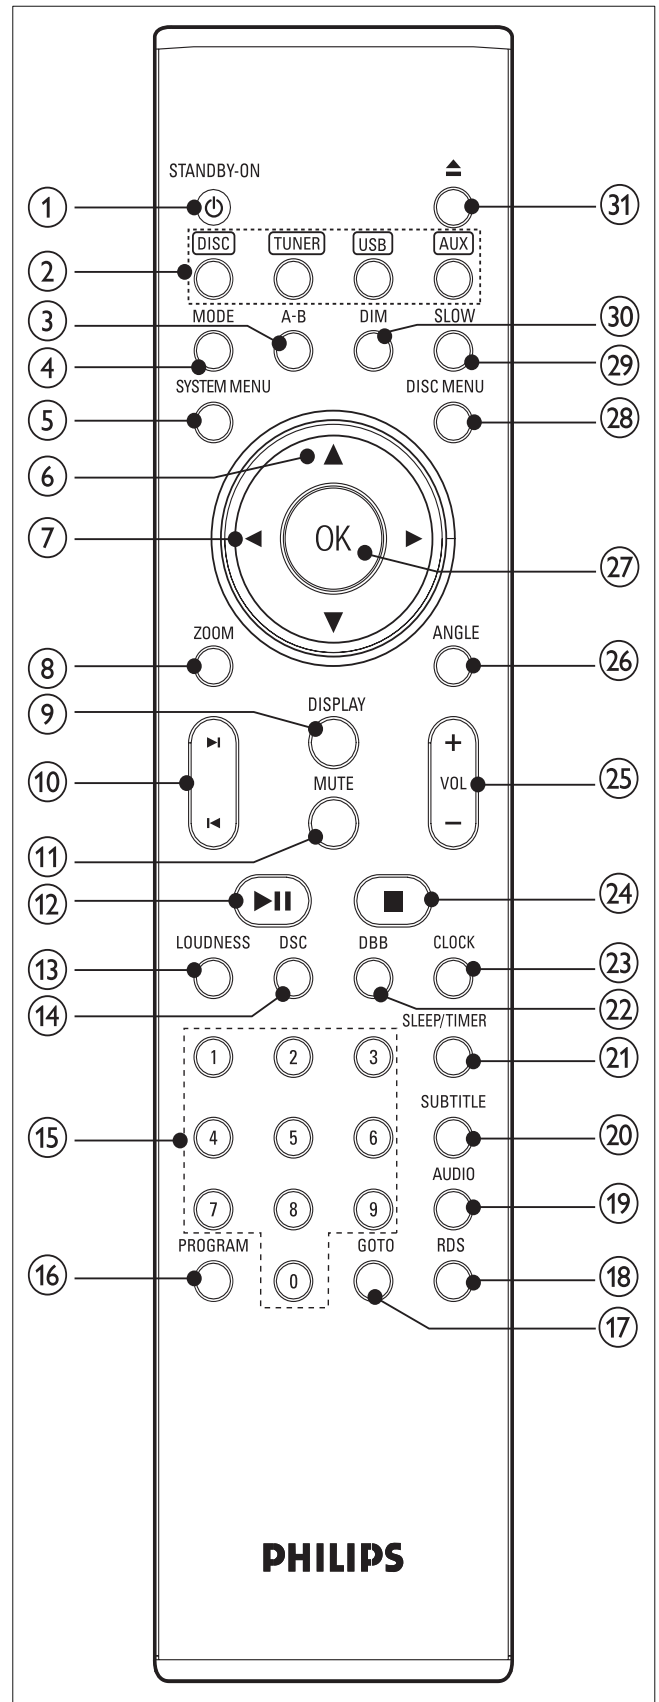 STANDBY-ON
1
31
DISC TUNER USB AUX
2
3
MODE A-B DIM SLOW
30
4
29
SYSTEM MENU DISC MENU
5
28
6
7
OK
27
ZOOM ANGLE
8
26
DISPLAY
9
10
+
VOL
−
25
MUTE
11
12
24
LOUDNESS DSC DBB CLOCK
13
23
14
22
SLEEP/TIMER
1 2 3
21
SUBTITLE
15
4 5 6
20
AUDIO
7 8 9
19
PROGRAM GOTO RDS
16
0
18
17
PHILIPS